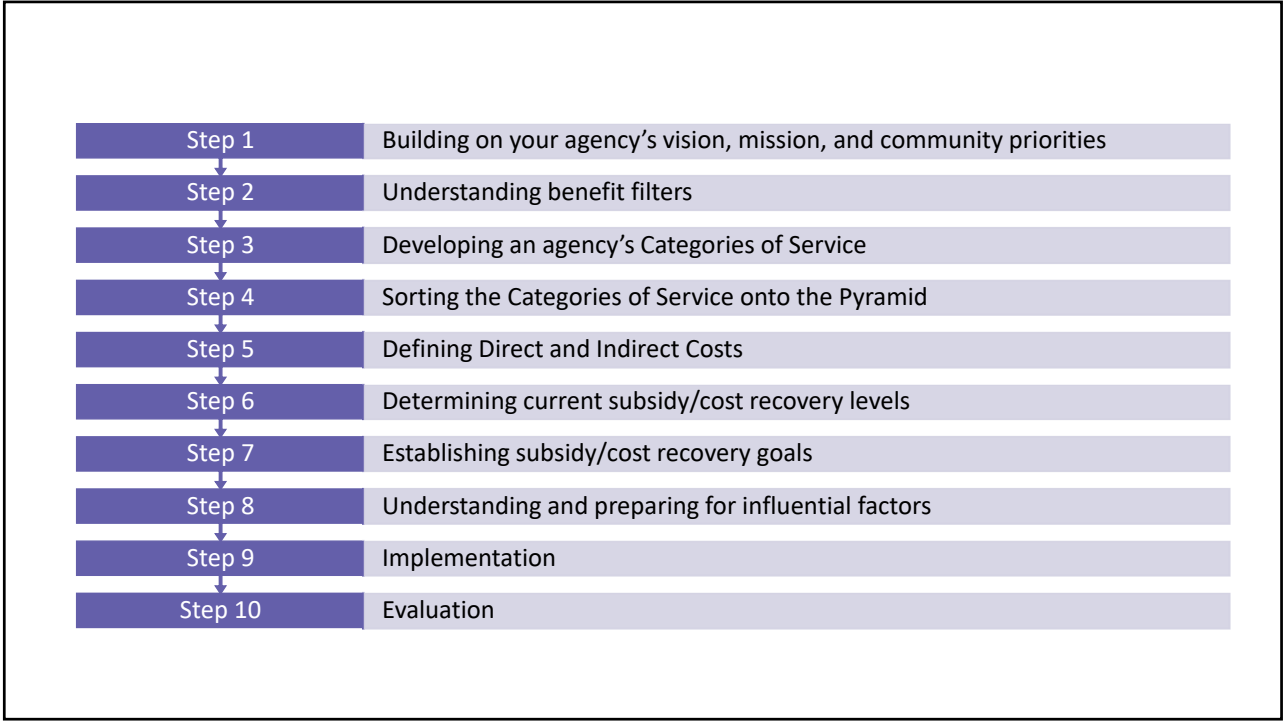 Step 1 Building on your agency’s vision, mission, and community priorities
Step 2 Understanding benefit filters
Step 3 Developing an agency’s Categories of Service
Step 4 Sorting the Categories of Service onto the Pyramid
Step 5 Defining Direct and Indirect Costs
Step 6 Determining current subsidy/cost recovery levels
Step 7 Establishing subsidy/cost recovery goals
Step 8 Understanding and preparing for influential factors
Step 9 Implementation
Step 10 Evaluation